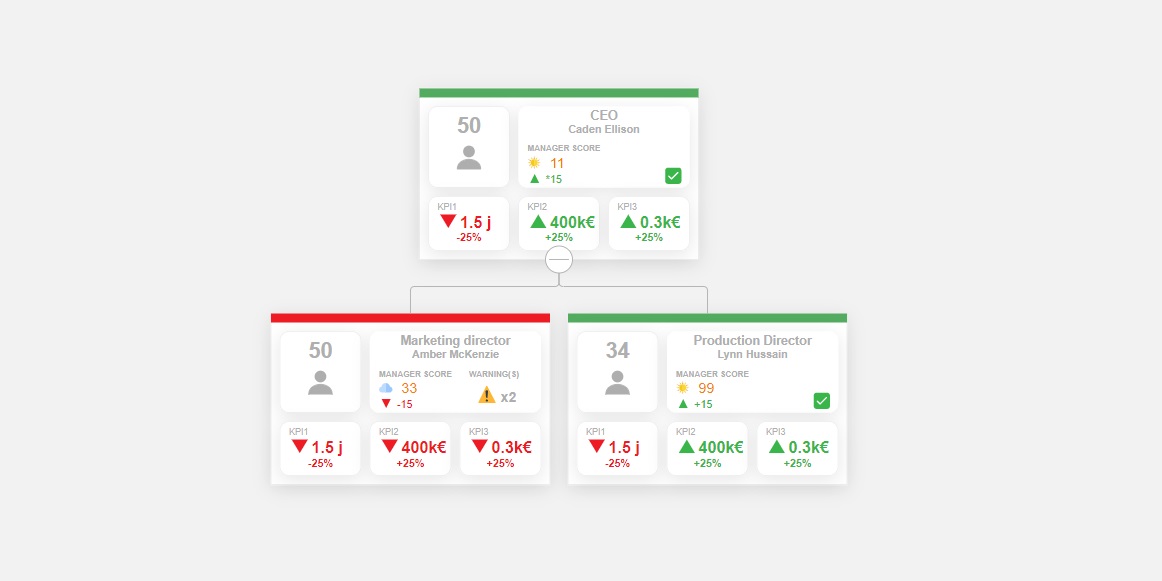 50
CEO
Caden Ellison
MANAGER SCORE
11
*15
KPI1
1.5 j
-25%
KPI2
400k€
+25%
KPI3
0.3k€
+25%
50
Marketing director
Amber McKenzie
MANAGER SCORE
33
-15
WARNING(S)
x2
KPI1
1.5 j
-25%
KPI2
400k€
+25%
KPI3
0.3k€
+25%
34
Production Director
Lynn Hussain
MANAGER SCORE
99
+15
KPI1
1.5 j
-25%
KPI2
400k€
+25%
KPI3
0.3k€
+25%